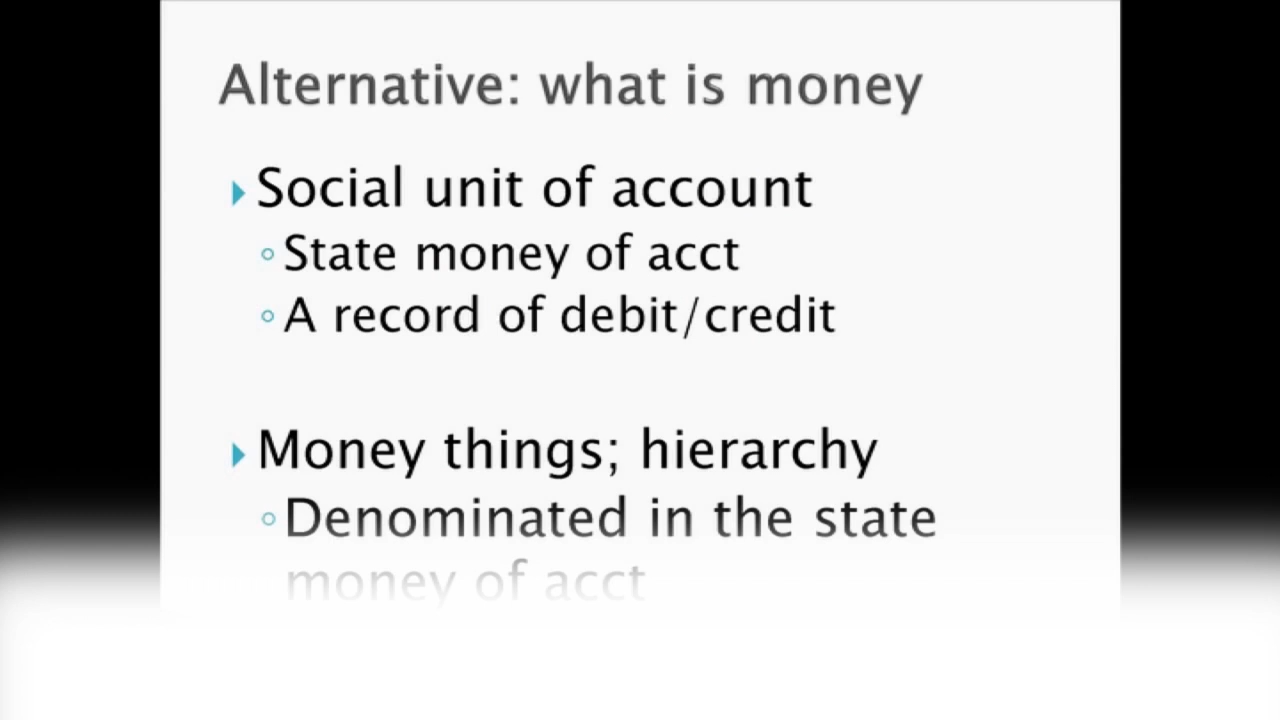 Alternative: what is money
Social unit of account
State money of acct
A record of debit/credit
Money things; hierarchy
Denominated in the state
money of acct